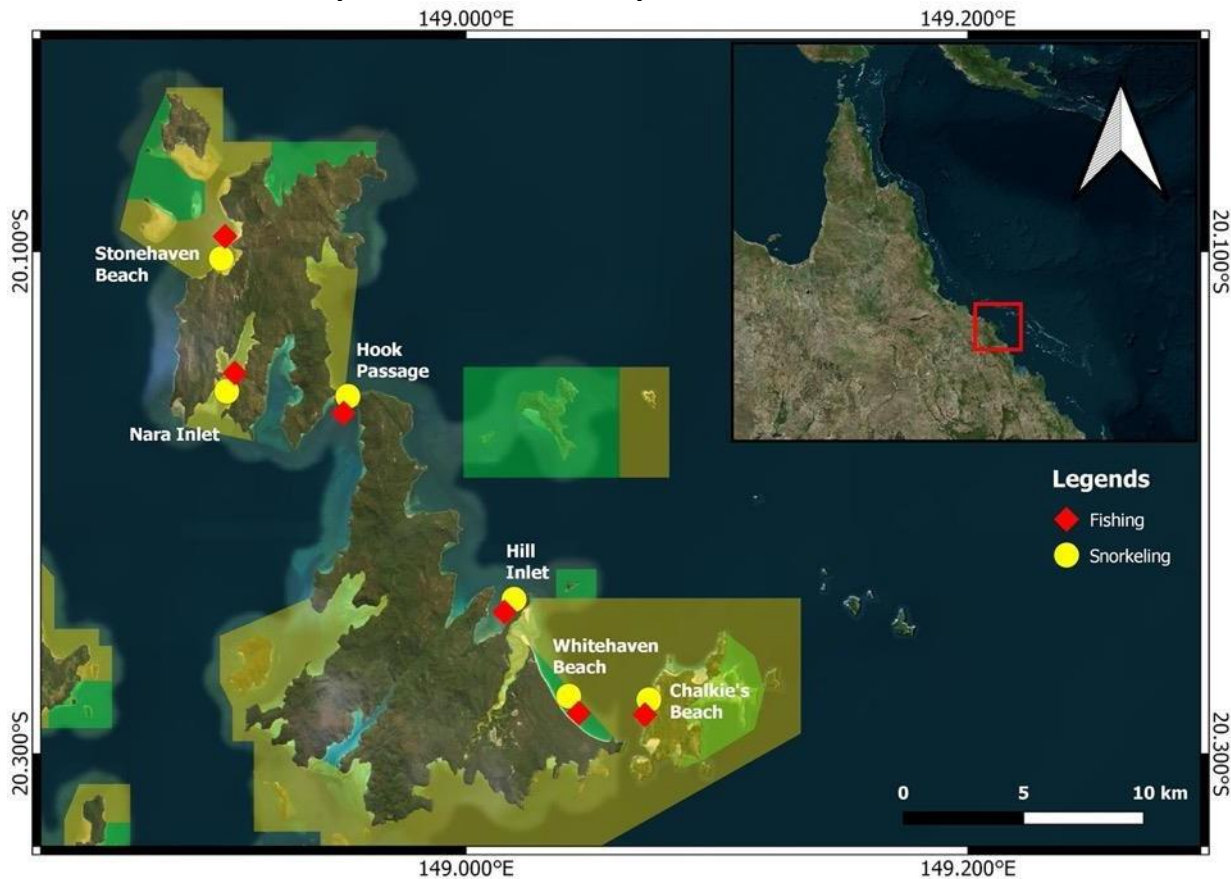 149.000°E
149.200°E
20.100°S
20.100°S
Stonehaven
Beach
Hook
Passage
Nara Inlet
Legends
Fishing
Snorkeling
Hill
Inlet
Whitehaven
Beach
Chalkie's
Beach
20.300°S
20.300°S
0
5
10 km
149.000°E
149.200°E